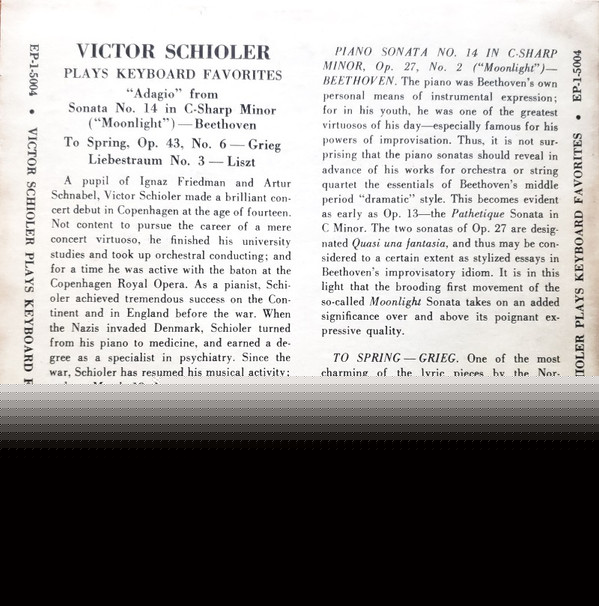 EP-1-5004 • VICTOR SCHIOLER PLAYS KEYBOARD
VICTOR SCHIOLER
PLAYS KEYBOARD FAVORITES
"Adagio" from
Sonata No. 14 in C-Sharp Minor
("Moonlight") — Beethoven
To Spring, Op. 43, No. 6 — Grieg
Liebestraum No. 3 — Liszt
A pupil of Ignaz Friedman and Artur
Schnabel, Victor Schioler made a brilliant con-
cert debut in Copenhagen at the age of fourteen.
Not content to pursue the career of a mere
concert virtuoso, he finished his university
studies and took up orchestral conducting; and
for a time he was active with the baton at the
Copenhagen Royal Opera. As a pianist, Schi-
oler achieved tremendous success on the Con-
tinent and in England before the war. When
the Nazis invaded Denmark, Schioler turned
from his piano to medicine, and earned a de-
gree as a specialist in psychiatry. Since the
war, Schioler has resumed his musical activity;
PIANO SONATA NO. 14 IN C-SHARP
MINOR, Op. 27, No. 2 ("Moonlight")—
BEETHOVEN. The piano was Beethoven's own
personal means of instrumental expression;
for in his youth, he was one of the greatest
virtuosos of his day—especially famous for his
powers of improvisation. Thus, it is not sur-
prising that the piano sonatas should reveal in
advance of his works for orchestra or string
quartet the essentials of Beethoven's middle
period "dramatic" style. This becomes evident
as early as Op. 13—the Pathetique Sonata in
C Minor. The two sonatas of Op. 27 are desig-
nated Quasi una fantasia, and thus may be con-
sidered to a certain extent as stylized essays in
Beethoven's improvisatory idiom. It is in this
light that the brooding first movement of the
so-called Moonlight Sonata takes on an added
significance over and above its poignant ex-
pressive quality.
TO SPRING — GRIEG. One of the most
charming of the lyric pieces by the Nor-
IOLER PLAYS KEYBOARD FAVORITES • EP-1-5004